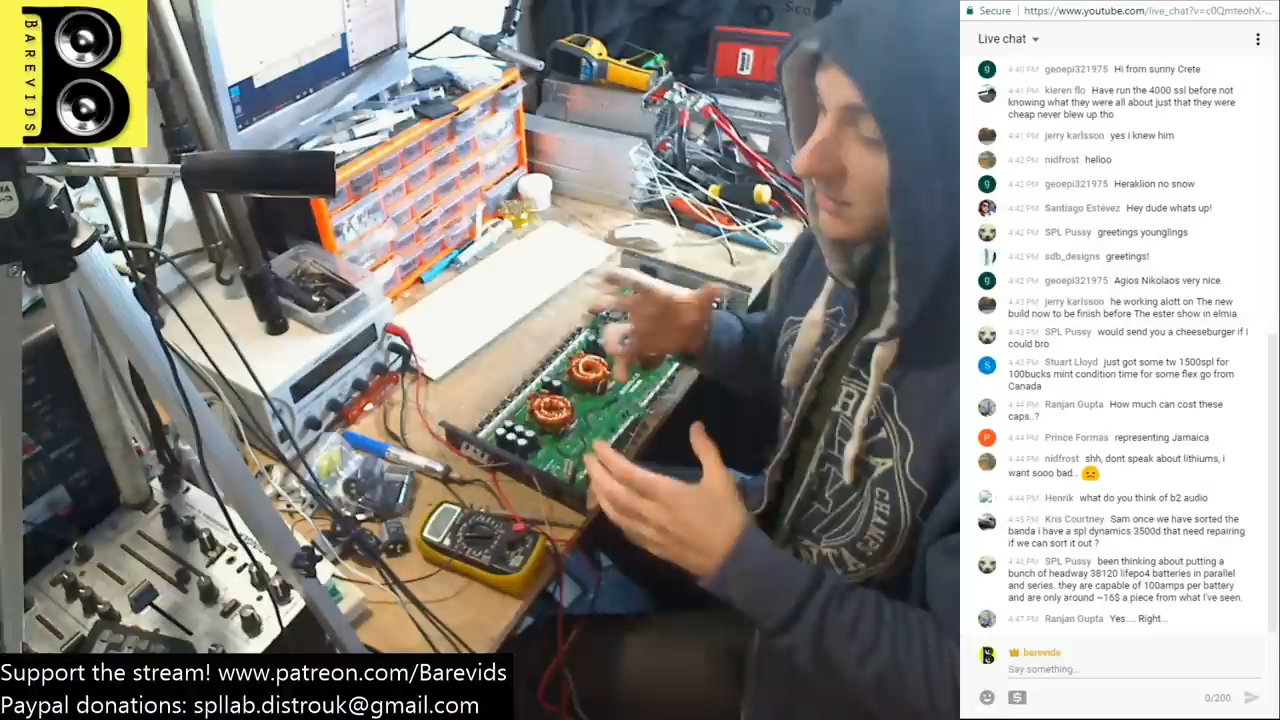 BAREVIDS
B
Secure https://www.youtube.com/live_chat?v=c0QmteohX-...
Live chat
g 4:40 PM geoepi321975 Hi from sunny Crete
4:41 PM kieren flo Have run the 4000 ssl before not
knowing what they were all about just that they were
cheap never blew up tho
4:41 PM jerry karlsson yes i knew him
4:42 PM nidfrost helloo
g 4:42 PM geoepi321975 Heraklion no snow
4:42 PM Santiago Estévez Hey dude whats up!
4:42 PM SPL Pussy greetings younglings
4:42 PM sdb_designs greetings!
g 4:42 PM geoepi321975 Agios Nikolaos very nice
4:43 PM jerry karlsson he working alott on The new
build now to be finish before The ester show in elmia
4:43 PM SPL Pussy would send you a cheeseburger if I
could bro
S 4:43 PM Stuart Lloyd just got some tw 1500spl for
100bucks mint condition time for some flex go from
Canada
4:44 PM Ranjan Gupta How much can cost these
caps..?
P 4:44 PM Prince Formas representing Jamaica
4:44 PM nidfrost shh, dont speak about lithiums, i
want sooo bad..
4:44 PM Henrik what do you think of b2 audio
4:45 PM Kris Courtney Sam once we have sorted the
banda i have a spl dynamics 3500d that need repairing
if we can sort it out ?
4:46 PM SPL Pussy been thinking about putting a
bunch of headway 38120 lifepo4 batteries in parallel
and series. they are capable of 100amps per battery
and are only around ~16$ a piece from what I've seen.
4:47 PM Ranjan Gupta Yes.... Right...
B barevids
Say something...
0/200
Support the stream! www.patreon.com/Barevids
Paypal donations: spllab.distrouk@gmail.com